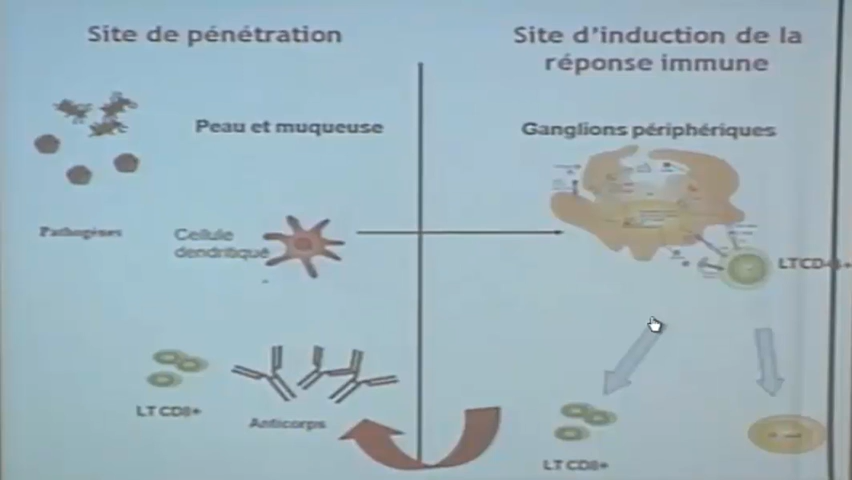 Site de pénétration
Site d'induction de la
réponse immune
Peau et muqueuse
Ganglions périphériques
Pathogènes
Cellule
dendritique
LTCD4+
LT CD8+
Anticorps
LT CD8+